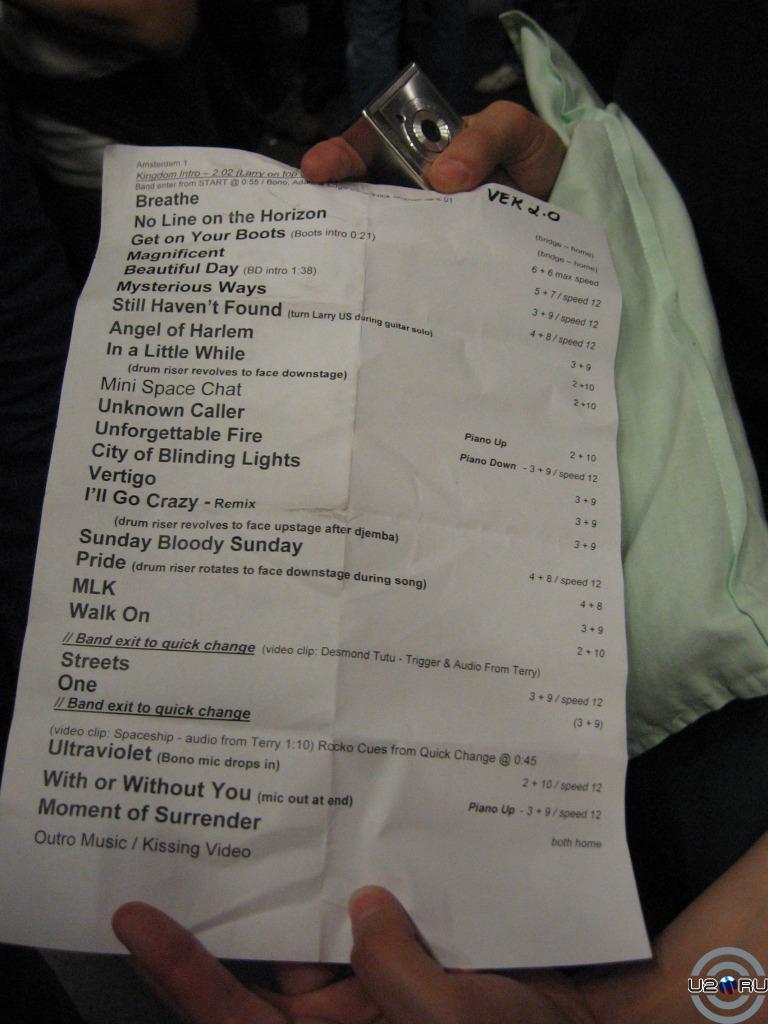 Amsterdam 1
Kingdom Intro – 2.02 (Larry on top
Band enter from START @ 0:55 / Bono,
VER 2.0
Breathe
No Line on the Horizon (bridge – home)
Get on Your Boots (Boots intro 0:21) (bridge – home)
Magnificent 6 + 6 max speed
Beautiful Day (BD intro 1:38) 5 + 7 / speed 12
Mysterious Ways 3 + 9 / speed 12
Still Haven't Found (turn Larry US during guitar solo) 4 + 8 / speed 12
Angel of Harlem 3 + 9
In a Little While 2 +10
(drum riser revolves to face downstage) 2 +10
Mini Space Chat
Unknown Caller Piano Up 2 + 10
Unforgettable Fire Piano Down - 3 + 9 / speed 12
City of Blinding Lights 3 + 9
Vertigo 3 + 9
I'll Go Crazy - Remix 3 + 9
(drum riser revolves to face upstage after djemba)
Sunday Bloody Sunday 4 + 8 / speed 12
Pride (drum riser rotates to face downstage during song) 4 + 8
MLK 3 + 9
Walk On 2 + 10
// Band exit to quick change (video clip: Desmond Tutu - Trigger & Audio From Terry)
Streets 3 + 9 / speed 12
One (3 + 9)
// Band exit to quick change
(video clip: Spaceship - audio from Terry 1:10) Rocko Cues from Quick Change @ 0:45
Ultraviolet (Bono mic drops in) 2 + 10 / speed 12
With or Without You (mic out at end) Piano Up - 3 + 9 / speed 12
Moment of Surrender both home
Outro Music / Kissing Video
U2 RU